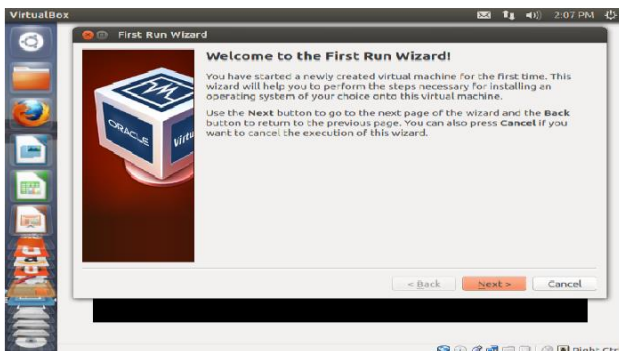 VirtualBox
2:07 PM
First Run Wizard
Welcome to the First Run Wizard!
You have started a newly created virtual machine for the first time. This
wizard will help you to perform the steps necessary for installing an
operating system of your choice onto this virtual machine.
Use the Next button to go to the next page of the wizard and the Back
button to return to the previous page. You can also press Cancel if you
want to cancel the execution of this wizard.
ORACLE
Virtu
< Back
Next >
Cancel
Right Ctrl